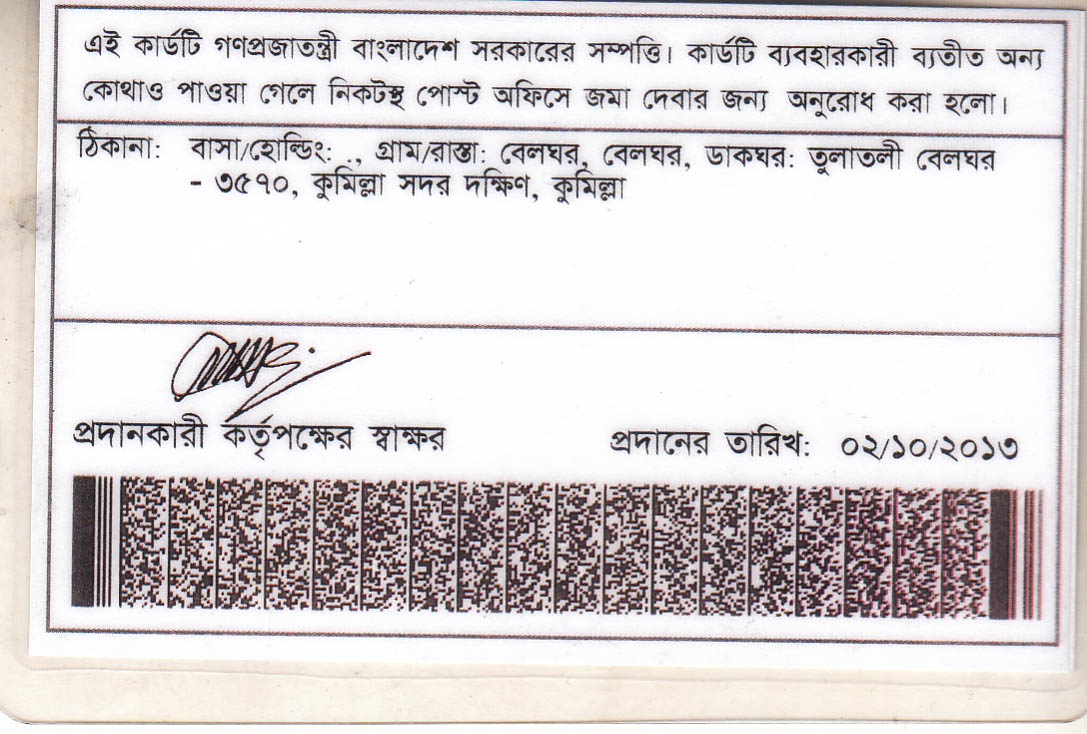 এই কার্ডটি গণপ্রজাতন্ত্রী বাংলাদেশ সরকারের সম্পত্তি। কার্ডটি ব্যবহারকারী ব্যতীত অন্য
কোথাও পাওয়া গেলে নিকটস্থ পোস্ট অফিসে জমা দেবার জন্য অনুরোধ করা হলো।
ঠিকানা: বাসা/হোল্ডিং: ., গ্রাম/রাস্তা: বেলঘর, বেলঘর, ডাকঘর: তুলাতলী বেলঘর
- ৩৫৭০, কুমিল্লা সদর দক্ষিণ, কুমিল্লা
প্রদানকারী কর্তৃপক্ষের স্বাক্ষর প্রদানের তারিখ: ০২/১০/২০১৩